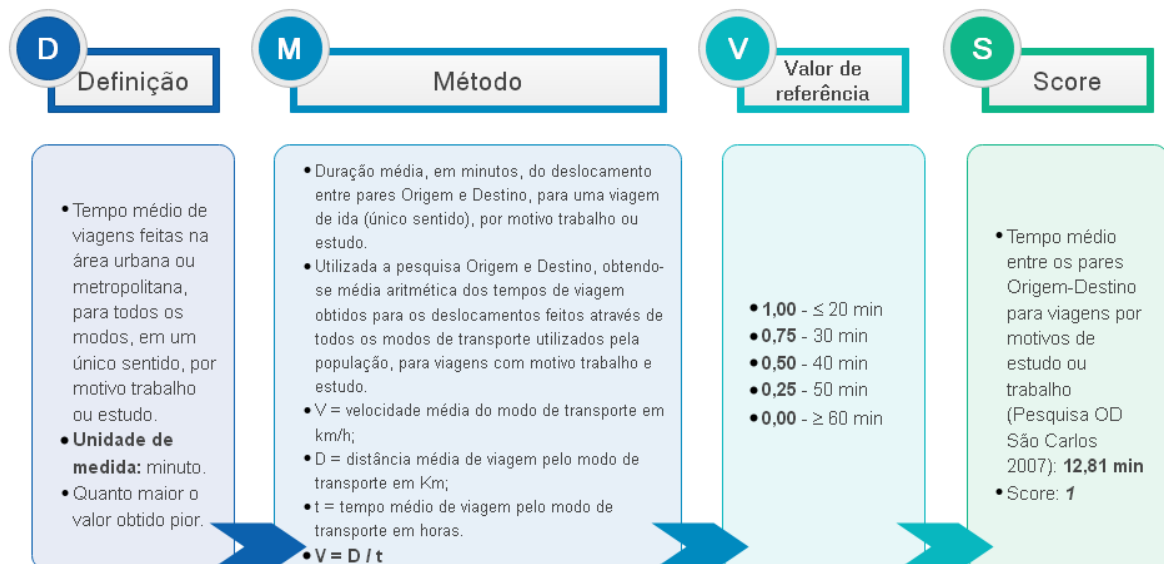 D
Definição
• Tempo médio de
viagens feitas na
área urbana ou
metropolitana,
para todos os
modos, em um
único sentido, por
motivo trabalho
ou estudo.
• Unidade de
medida: minuto.
• Quanto maior o
valor obtido pior.
M
Método
• Duração média, em minutos, do deslocamento
entre pares Origem e Destino, para uma viagem
de ida (único sentido), por motivo trabalho ou
estudo.
• Utilizada a pesquisa Origem e Destino, obtendo-
se média aritmética dos tempos de viagem
obtidos para os deslocamentos feitos através de
todos os modos de transporte utilizados pela
população, para viagens com motivo trabalho e
estudo.
• V = velocidade média do modo de transporte em
km/h;
• D = distância média de viagem pelo modo de
transporte em Km;
• t = tempo médio de viagem pelo modo de
transporte em horas.
• V = D / t
V
Valor de
referência
• 1,00 - ≤ 20 min
• 0,75 - 30 min
• 0,50 - 40 min
• 0,25 - 50 min
• 0,00 - ≥ 60 min
S
Score
• Tempo médio
entre os pares
Origem-Destino
para viagens por
motivos de
estudo ou
trabalho
(Pesquisa OD
São Carlos
2007): 12,81 min
• Score: 1